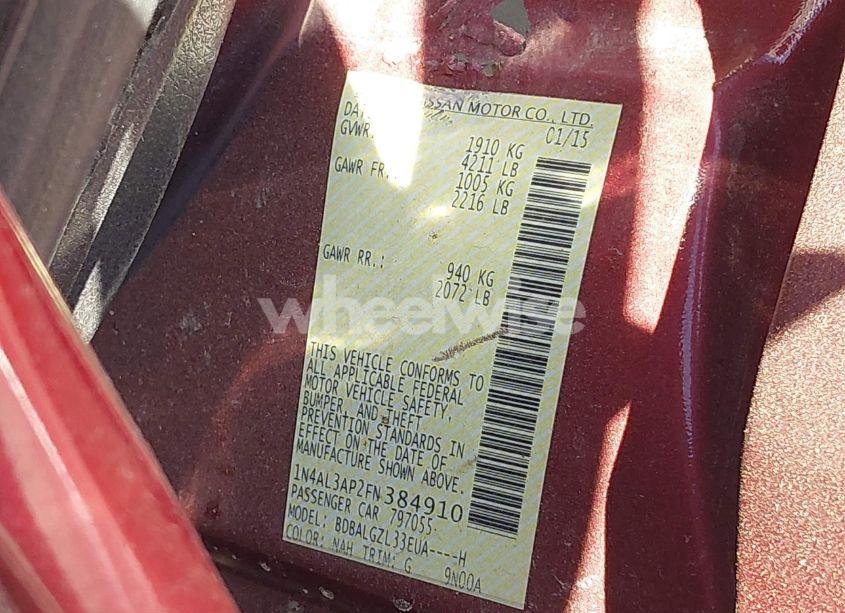 SSAN MOTOR CO., LTD.
DATE 01/15
GVWR 1910 KG
4211 LB
GAWR FR. 1005 KG
2216 LB
GAWR RR.: 940 KG
2072 LB
THIS VEHICLE CONFORMS TO
ALL APPLICABLE FEDERAL
MOTOR VEHICLE SAFETY,
BUMPER, AND THEFT
PREVENTION STANDARDS IN
EFFECT ON THE DATE OF
MANUFACTURE SHOWN ABOVE.
1N4AL3AP2FN384910
PASSENGER CAR 797055
MODEL: BDBALGZL33EUA----H
COLOR: NAH TRIM: G 9N00A
wheelwise